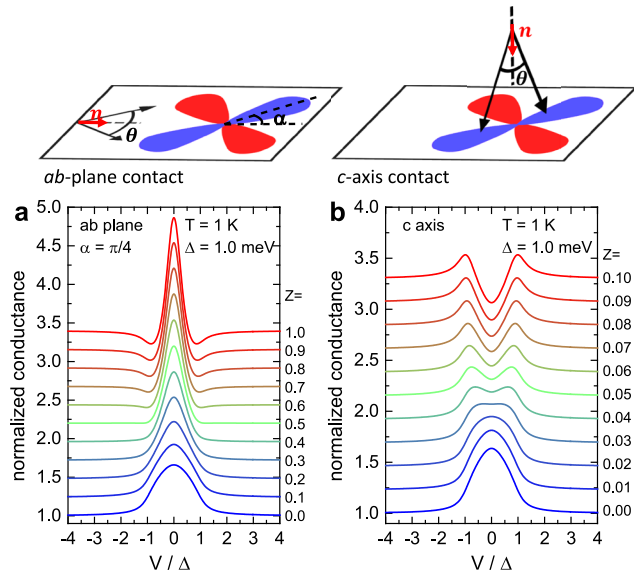 n
θ
α
ab-plane contact
n
θ
c-axis contact
a
ab plane
α = π/4
T = 1 K
Δ = 1.0 meV
Z=
1.0
0.9
0.8
0.7
0.6
0.5
0.4
0.3
0.2
0.1
0.0
5.0
4.5
4.0
3.5
3.0
2.5
2.0
1.5
1.0
normalized conductance
-4 -3 -2 -1 0 1 2 3 4
V / Δ
b
c axis
T = 1 K
Δ = 1.0 meV
Z=
0.10
0.09
0.08
0.07
0.06
0.05
0.04
0.03
0.02
0.01
0.00
4.0
3.5
3.0
2.5
2.0
1.5
1.0
normalized conductance
-4 -3 -2 -1 0 1 2 3 4
V / Δ